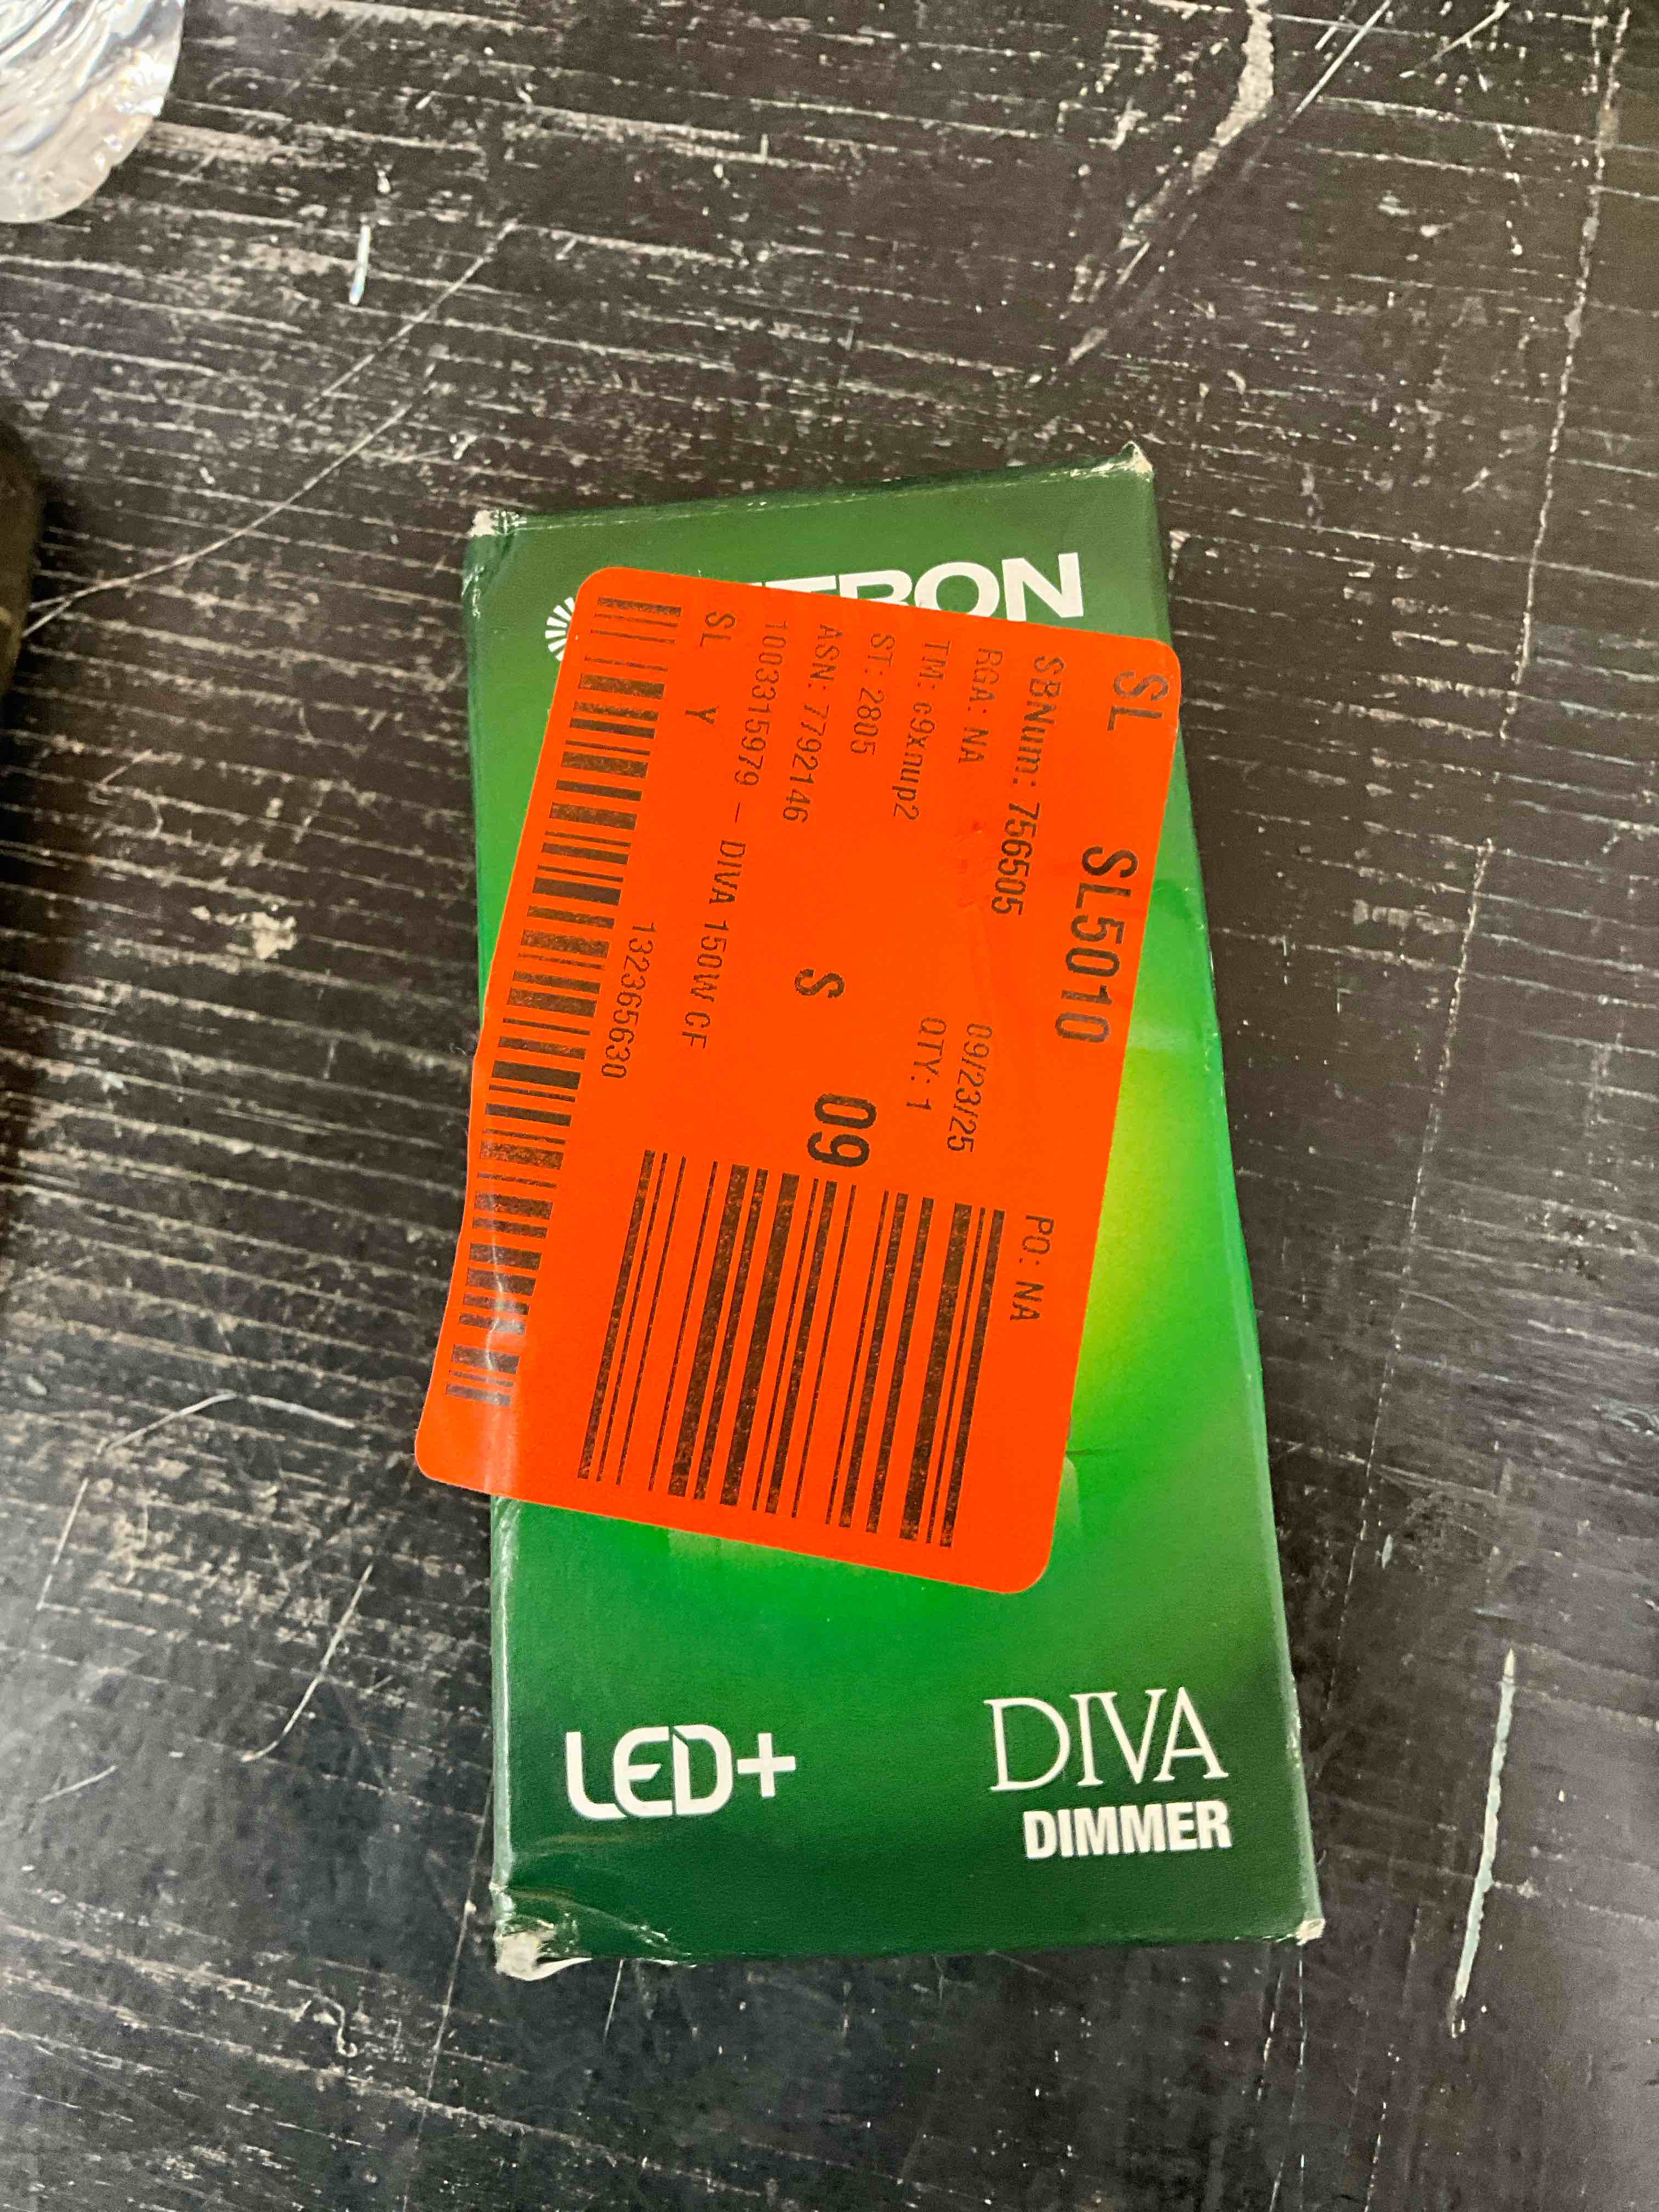 TRON
SL SL5010
SBNum: 756505 PO: NA
RGA: NA 09/23/25
TM: c9xnup2 QTY: 1
ST: 2805
ASN: 7792146 S 09
1003315979 - DIVA 150W CF
SL Y
132365630
LED+
DIVA
DIMMER